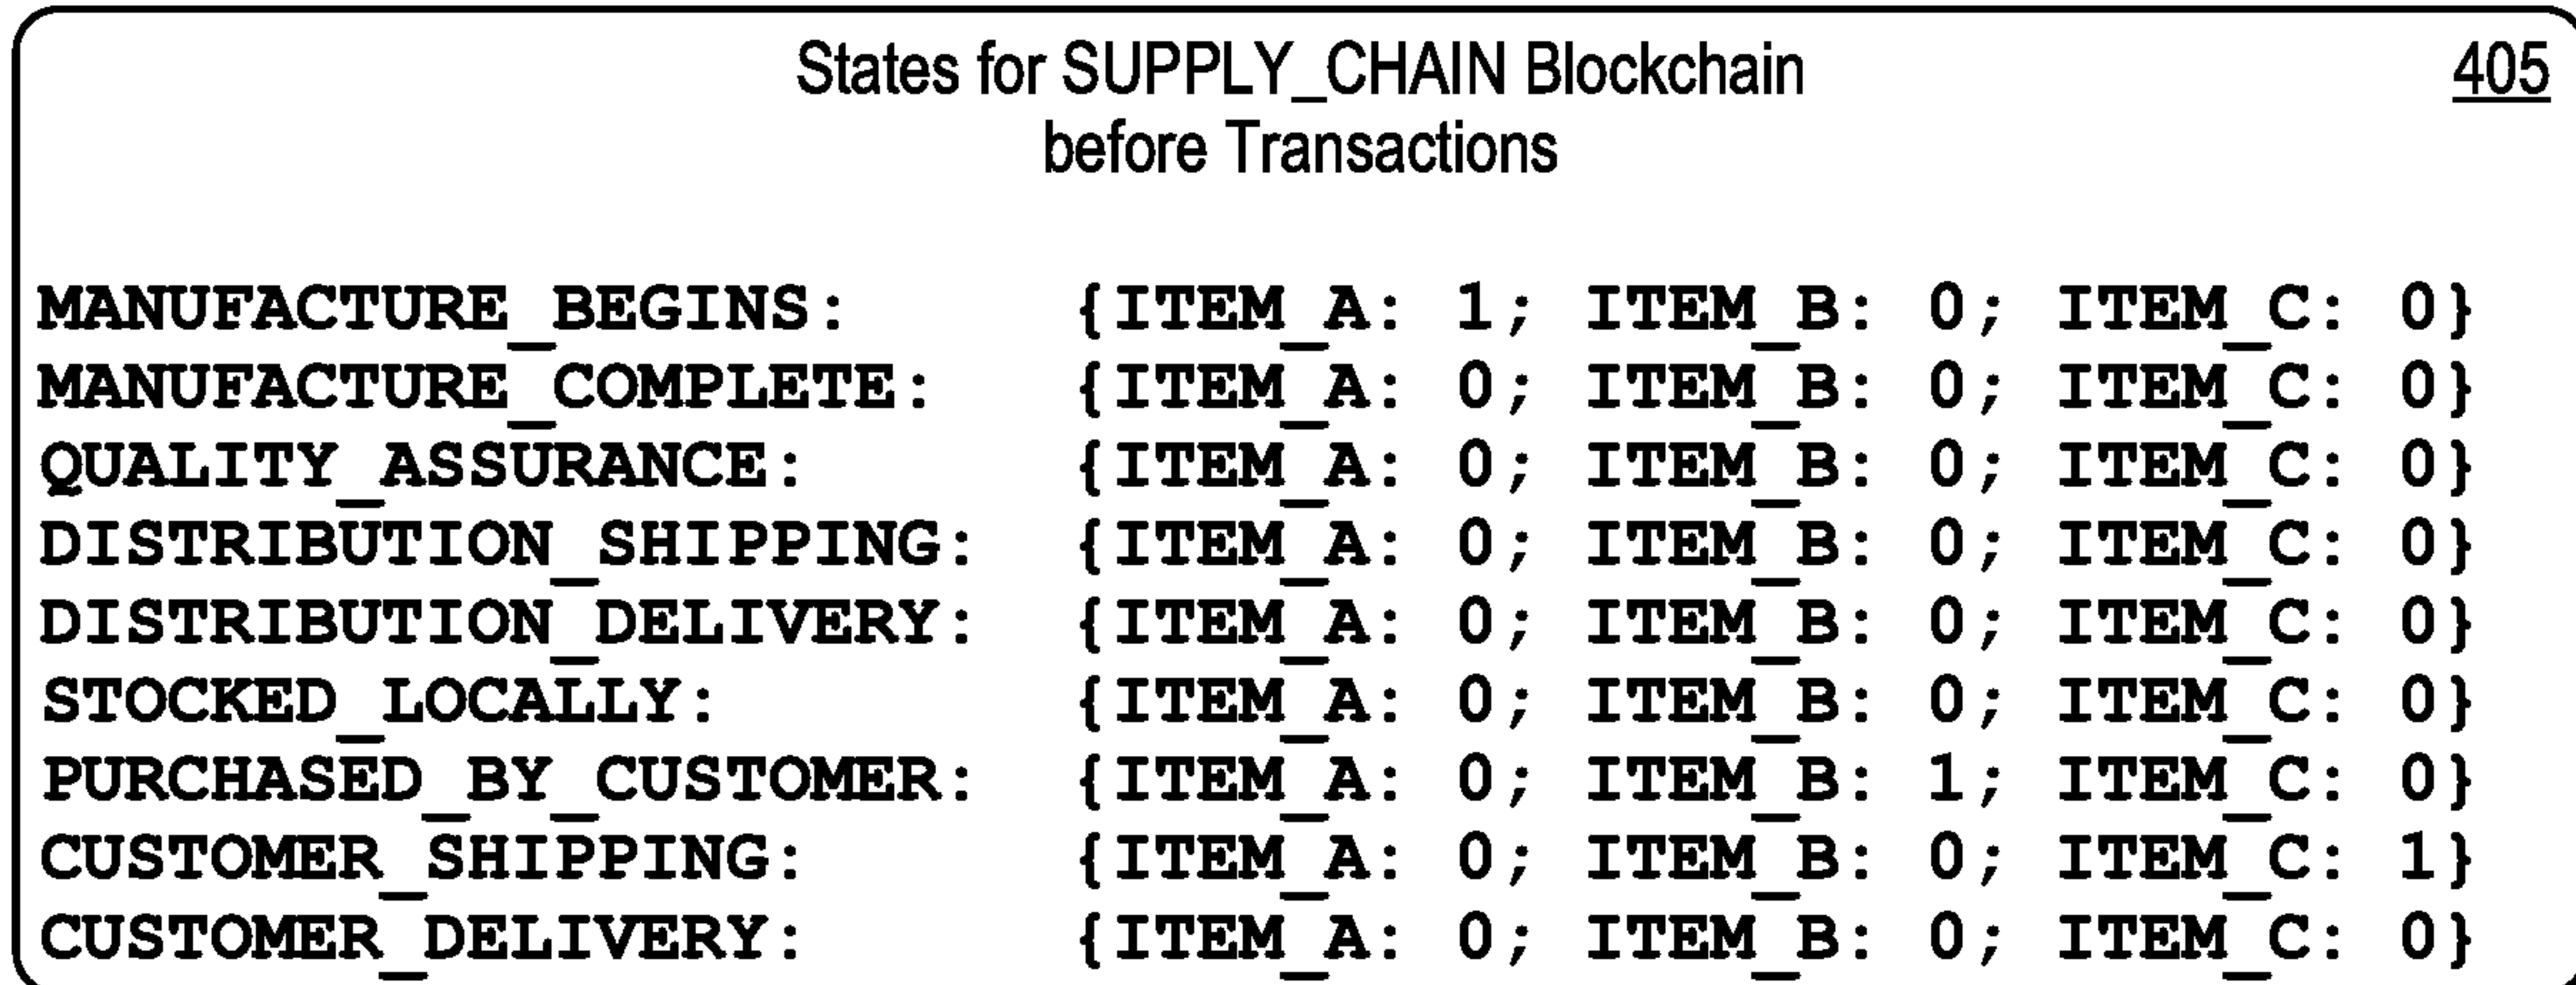 States for SUPPLY_CHAIN Blockchain 405
before Transactions
MANUFACTURE_BEGINS: {ITEM_A: 1; ITEM_B: 0; ITEM_C: 0}
MANUFACTURE_COMPLETE: {ITEM_A: 0; ITEM_B: 0; ITEM_C: 0}
QUALITY_ASSURANCE: {ITEM_A: 0; ITEM_B: 0; ITEM_C: 0}
DISTRIBUTION_SHIPPING: {ITEM_A: 0; ITEM_B: 0; ITEM_C: 0}
DISTRIBUTION_DELIVERY: {ITEM_A: 0; ITEM_B: 0; ITEM_C: 0}
STOCKED_LOCALLY: {ITEM_A: 0; ITEM_B: 0; ITEM_C: 0}
PURCHASED_BY_CUSTOMER: {ITEM_A: 0; ITEM_B: 1; ITEM_C: 0}
CUSTOMER_SHIPPING: {ITEM_A: 0; ITEM_B: 0; ITEM_C: 1}
CUSTOMER_DELIVERY: {ITEM_A: 0; ITEM_B: 0; ITEM_C: 0}